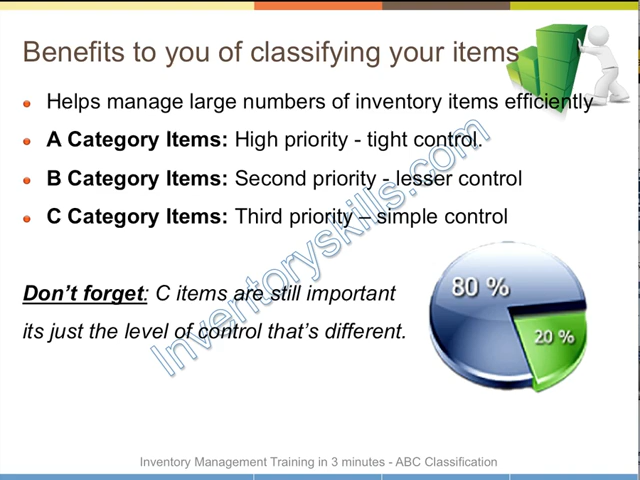 Benefits to you of classifying your items
Helps manage large numbers of inventory items efficiently
A Category Items: High priority - tight control.
B Category Items: Second priority - lesser control
C Category Items: Third priority – simple control
Don't forget: C items are still important
its just the level of control that's different.
80 %
20 %
Inventoryskills.com
Inventory Management Training in 3 minutes - ABC Classification